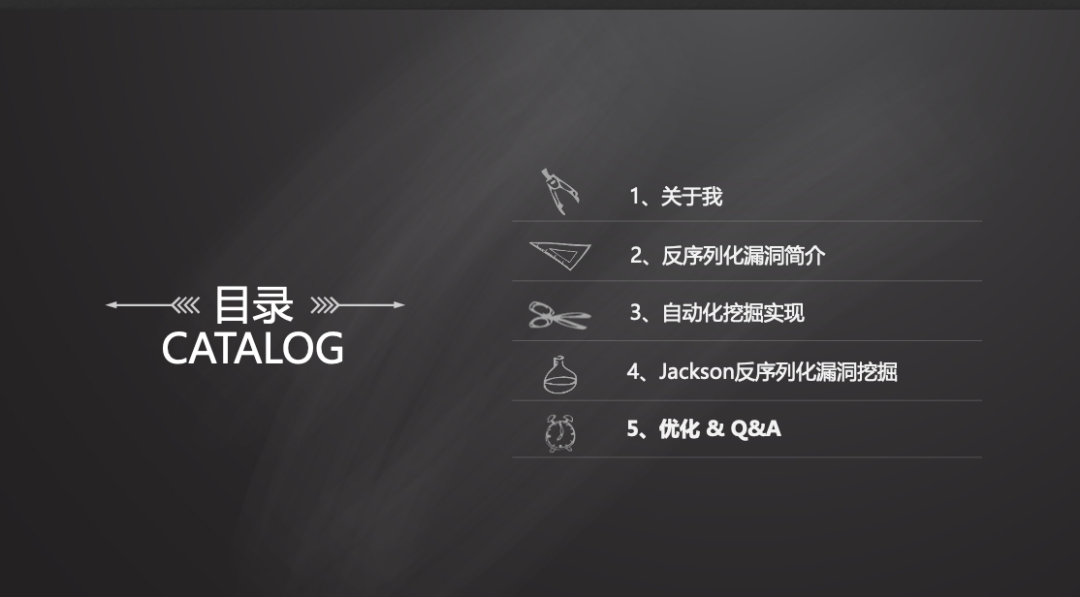 目录
CATALOG
1、关于我
2、反序列化漏洞简介
3、自动化挖掘实现
4、Jackson反序列化漏洞挖掘
5、优化 & Q&A